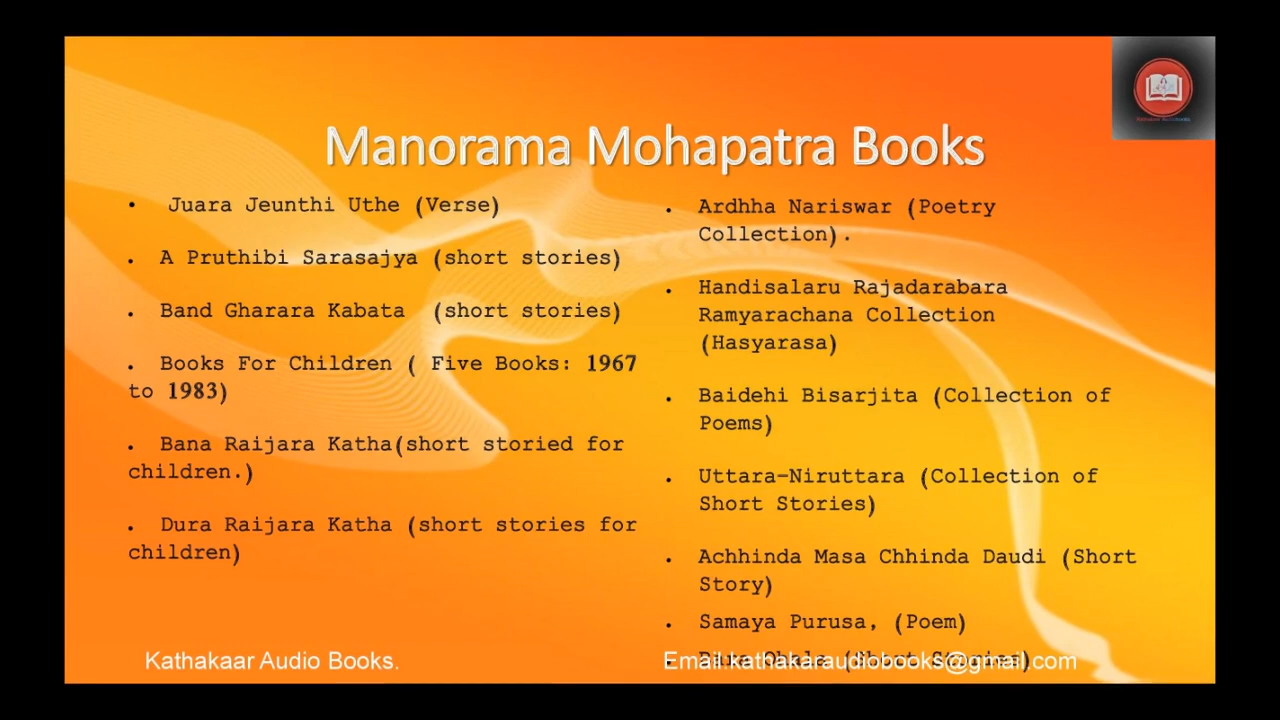 Manorama Mohapatra Books
• Juara Jeunthi Uthe (Verse)
. A Pruthibi Sarasajya (short stories)
. Band Gharara Kabata (short stories)
. Books For Children ( Five Books: 1967
to 1983)
. Bana Raijara Katha(short storied for
children.)
. Dura Raijara Katha (short stories for
children)
. Ardhha Nariswar (Poetry
Collection).
. Handisalaru Rajadarabara
Ramyarachana Collection
(Hasyarasa)
. Baidehi Bisarjita (Collection of
Poems)
. Uttara-Niruttara (Collection of
Short Stories)
. Achhinda Masa Chhinda Daudi (Short
Story)
. Samaya Purusa, (Poem)
(Short Stories)
Kathakaar Audio Books.
Email.kathakaraudiobooks@gmail.com